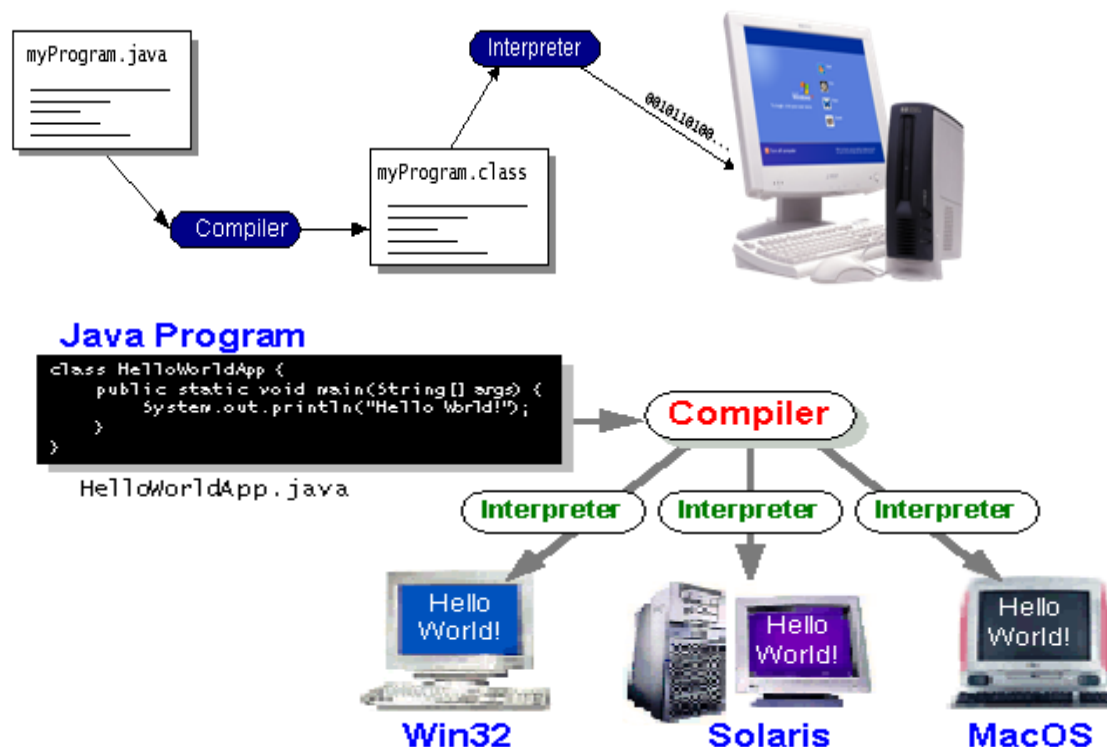 myProgram.java
Interpreter
0010110100...
myProgram.class
Compiler
Java Program
class HelloWorldApp {
public static void main(String[] args) {
System.out.println("Hello World!");
}
}
HelloWorldApp.java
Compiler
Interpreter
Interpreter
Interpreter
Hello
World!
Hello
World!
Hello
World!
Win32
Solaris
MacOS